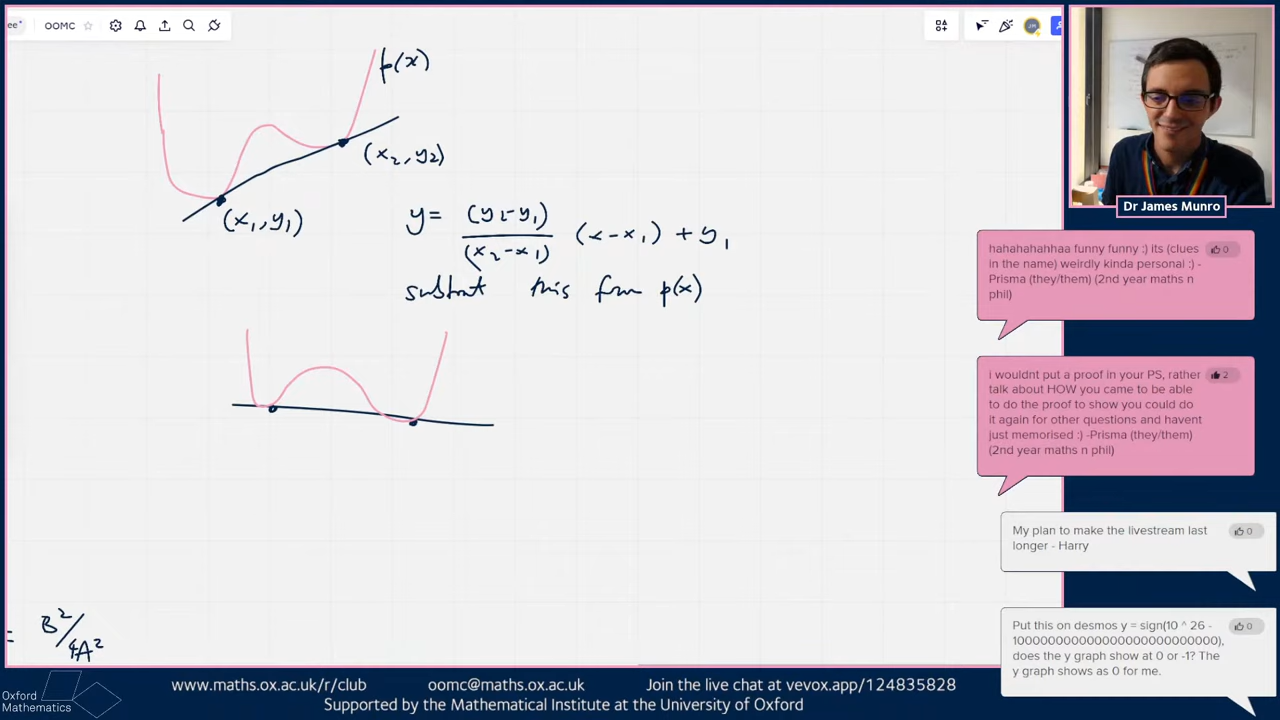 ee
OOMC
JM
p(x)
(x₂, y₂)
(x₁, y₁)
y = (y₂-y₁)/(x₂-x₁) (x-x₁) + y₁
subtract this from p(x)
= B²/4A²
Dr James Munro
hahahahahhaa funny funny :) its (clues
in the name) weirdly kinda personal :) -
Prisma (they/them) (2nd year maths n
phil)
0
i wouldnt put a proof in your PS, rather
talk about HOW you came to be able
to do the proof to show you could do
it again for other questions and havent
just memorised :) -Prisma (they/them)
(2nd year maths n phil)
2
My plan to make the livestream last
longer - Harry
0
Put this on desmos y = sign(10 ^ 26 -
100000000000000000000000000),
does the y graph show at 0 or -1? The
y graph shows as 0 for me.
0
Oxford
Mathematics
www.maths.ox.ac.uk/r/club oomc@maths.ox.ac.uk Join the live chat at vevox.app/124835828
Supported by the Mathematical Institute at the University of Oxford